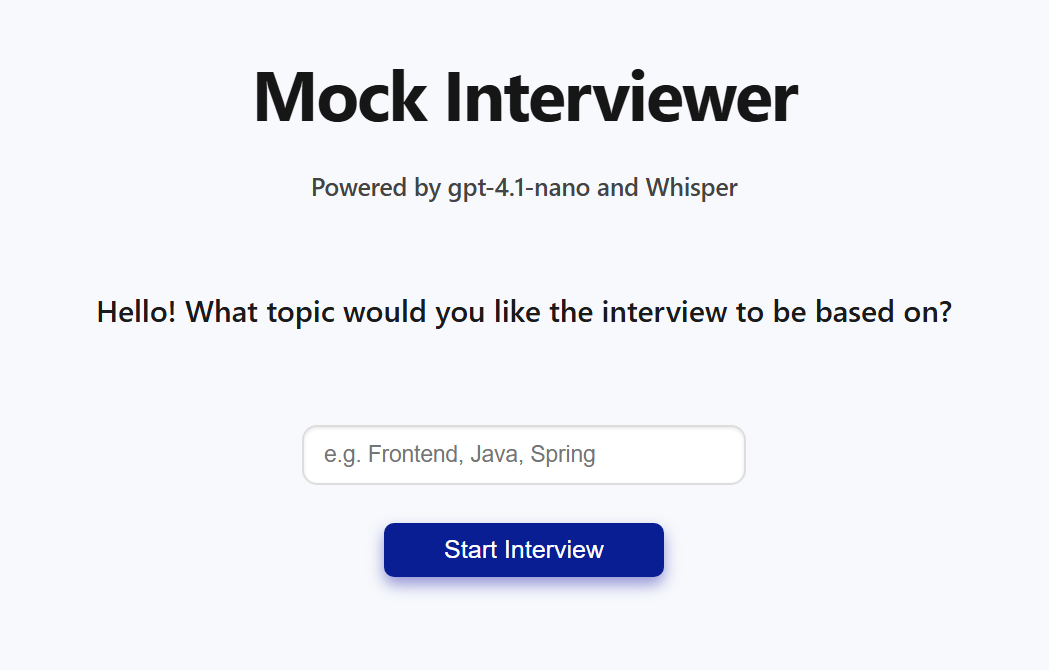 Mock Interviewer
Powered by gpt-4.1-nano and Whisper
Hello! What topic would you like the interview to be based on?
e.g. Frontend, Java, Spring
Start Interview